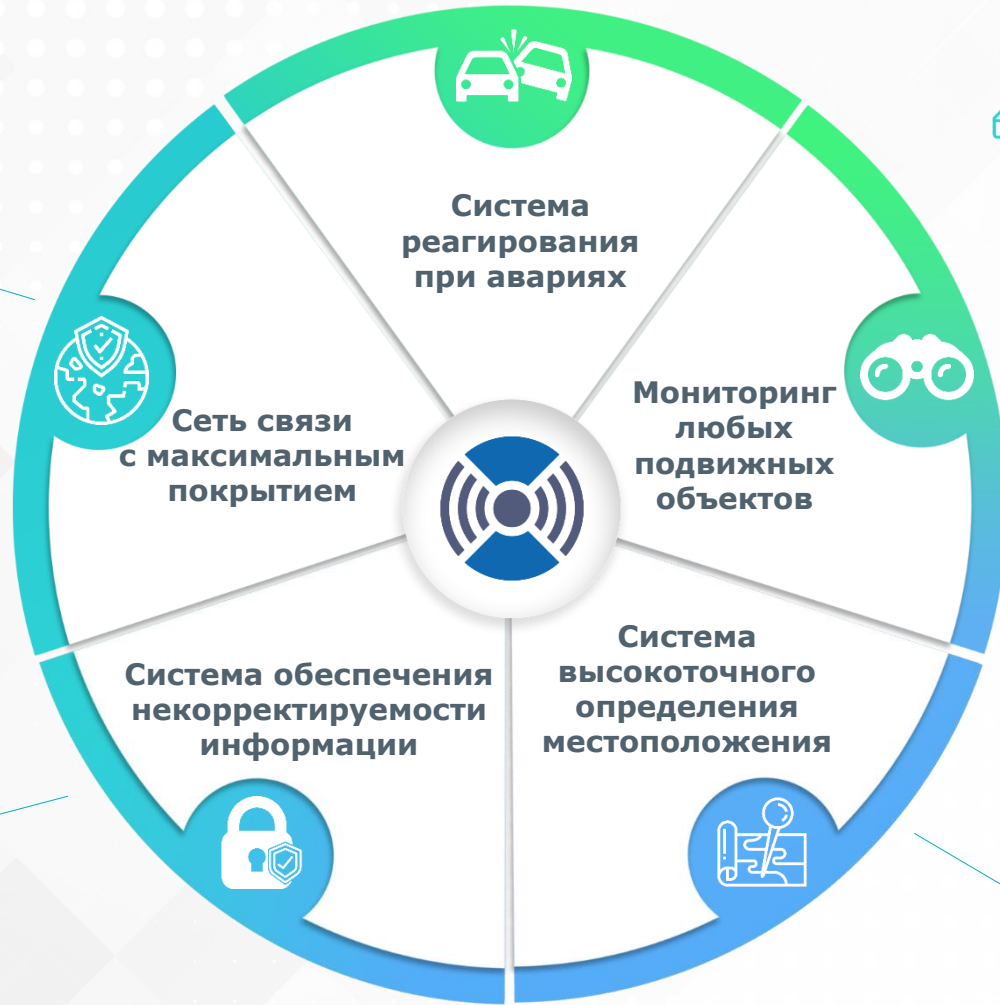 Система
реагирования
при авариях
Мониторинг
любых
подвижных
объектов
Сеть связи
с максимальным
покрытием
Система
высокоточного
определения
местоположения
Система обеспечения
некорректируемости
информации